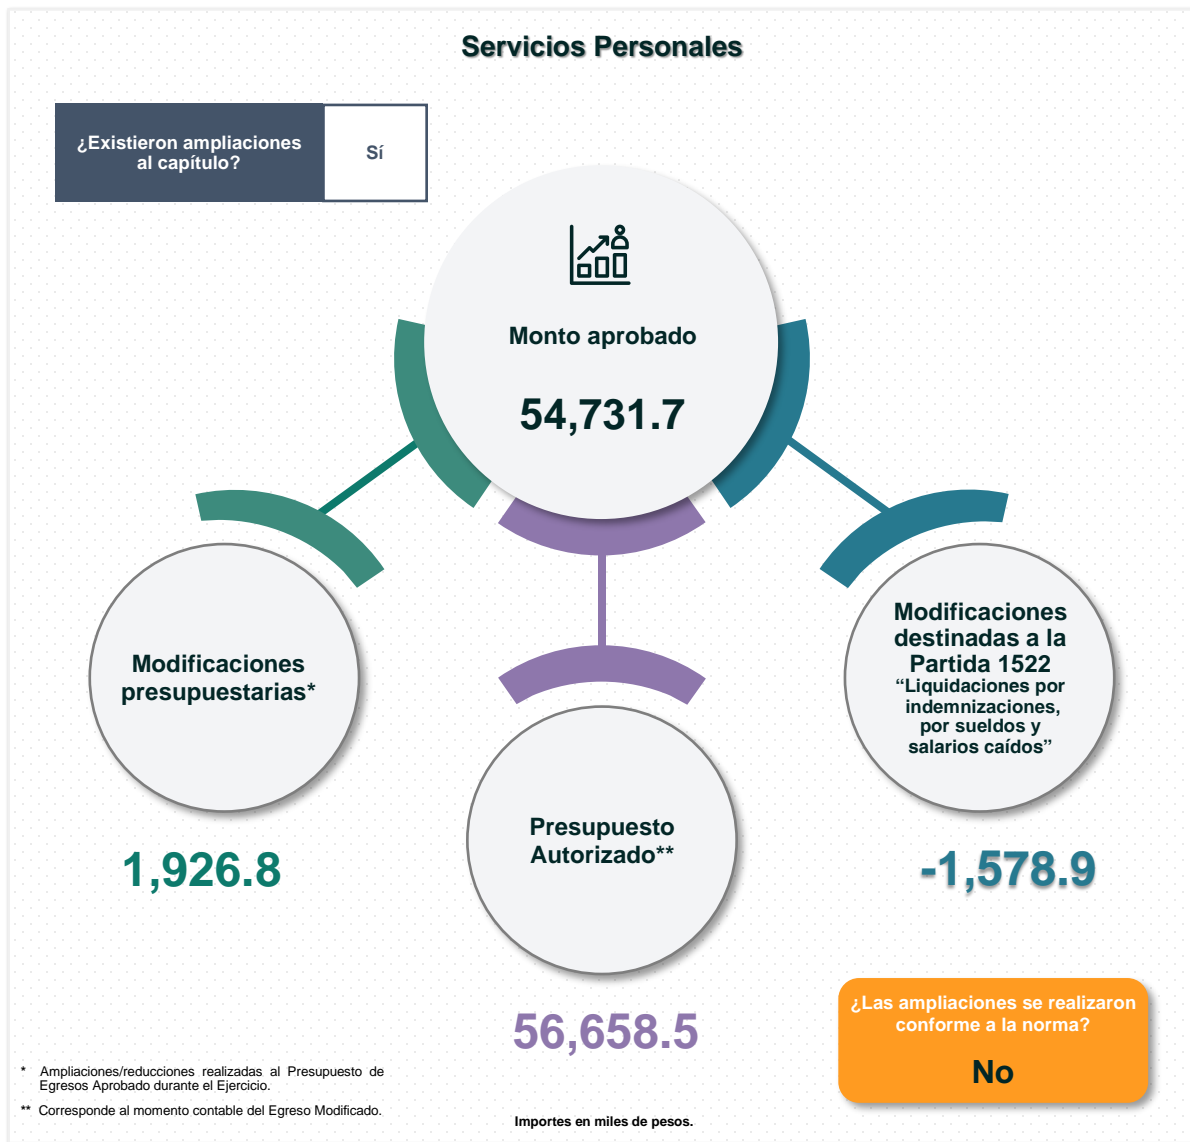 Servicios Personales
¿Existieron ampliaciones
al capítulo?
Sí
Monto aprobado
54,731.7
Modificaciones
presupuestarias*
1,926.8
Presupuesto
Autorizado**
56,658.5
Modificaciones
destinadas a la
Partida 1522
“Liquidaciones por
indemnizaciones,
por sueldos y
salarios caídos”
-1,578.9
¿Las ampliaciones se realizaron
conforme a la norma?
No
* Ampliaciones/reducciones realizadas al Presupuesto de
Egresos Aprobado durante el Ejercicio.
** Corresponde al momento contable del Egreso Modificado.
Importes en miles de pesos.